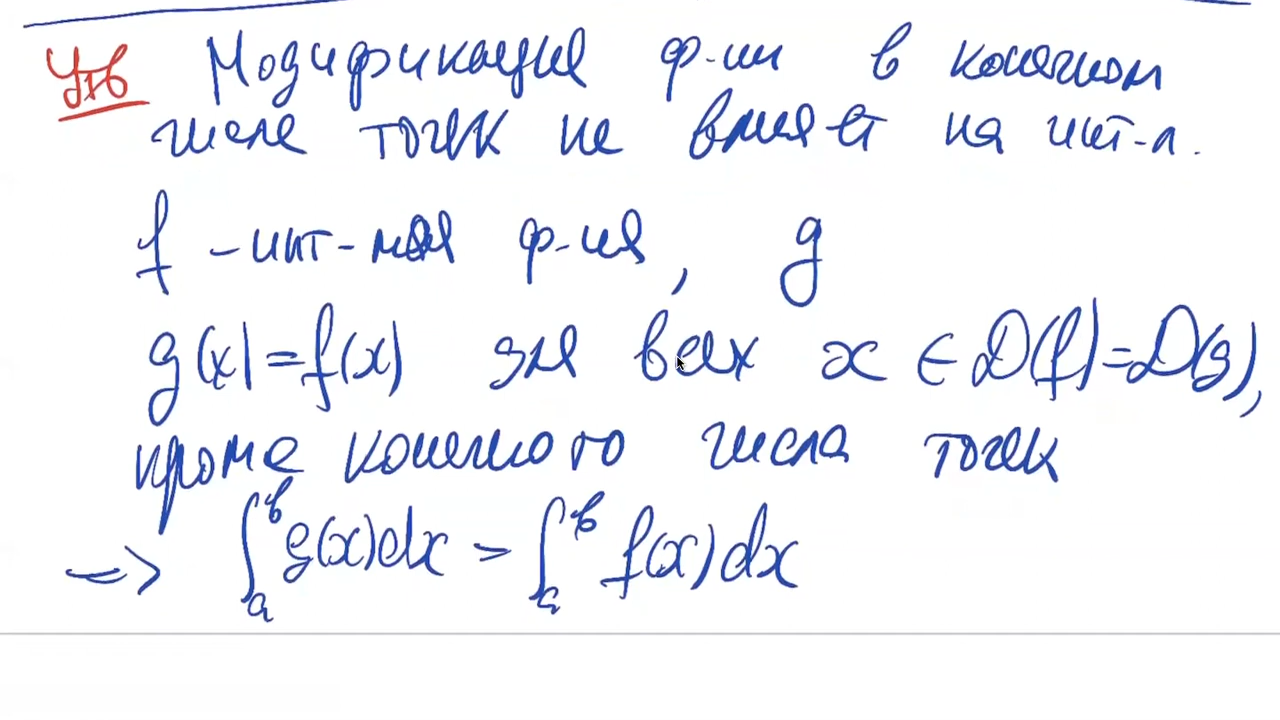 Утв Модификация ф-ии в конечном
числе точек не влияет на инт-л.
f - инт-мая ф-ия, g
g(x) = f(x) для всех x ∈ D(f) = D(g),
кроме конечного числа точек
=> ∫_a^b g(x)dx = ∫_a^b f(x)dx